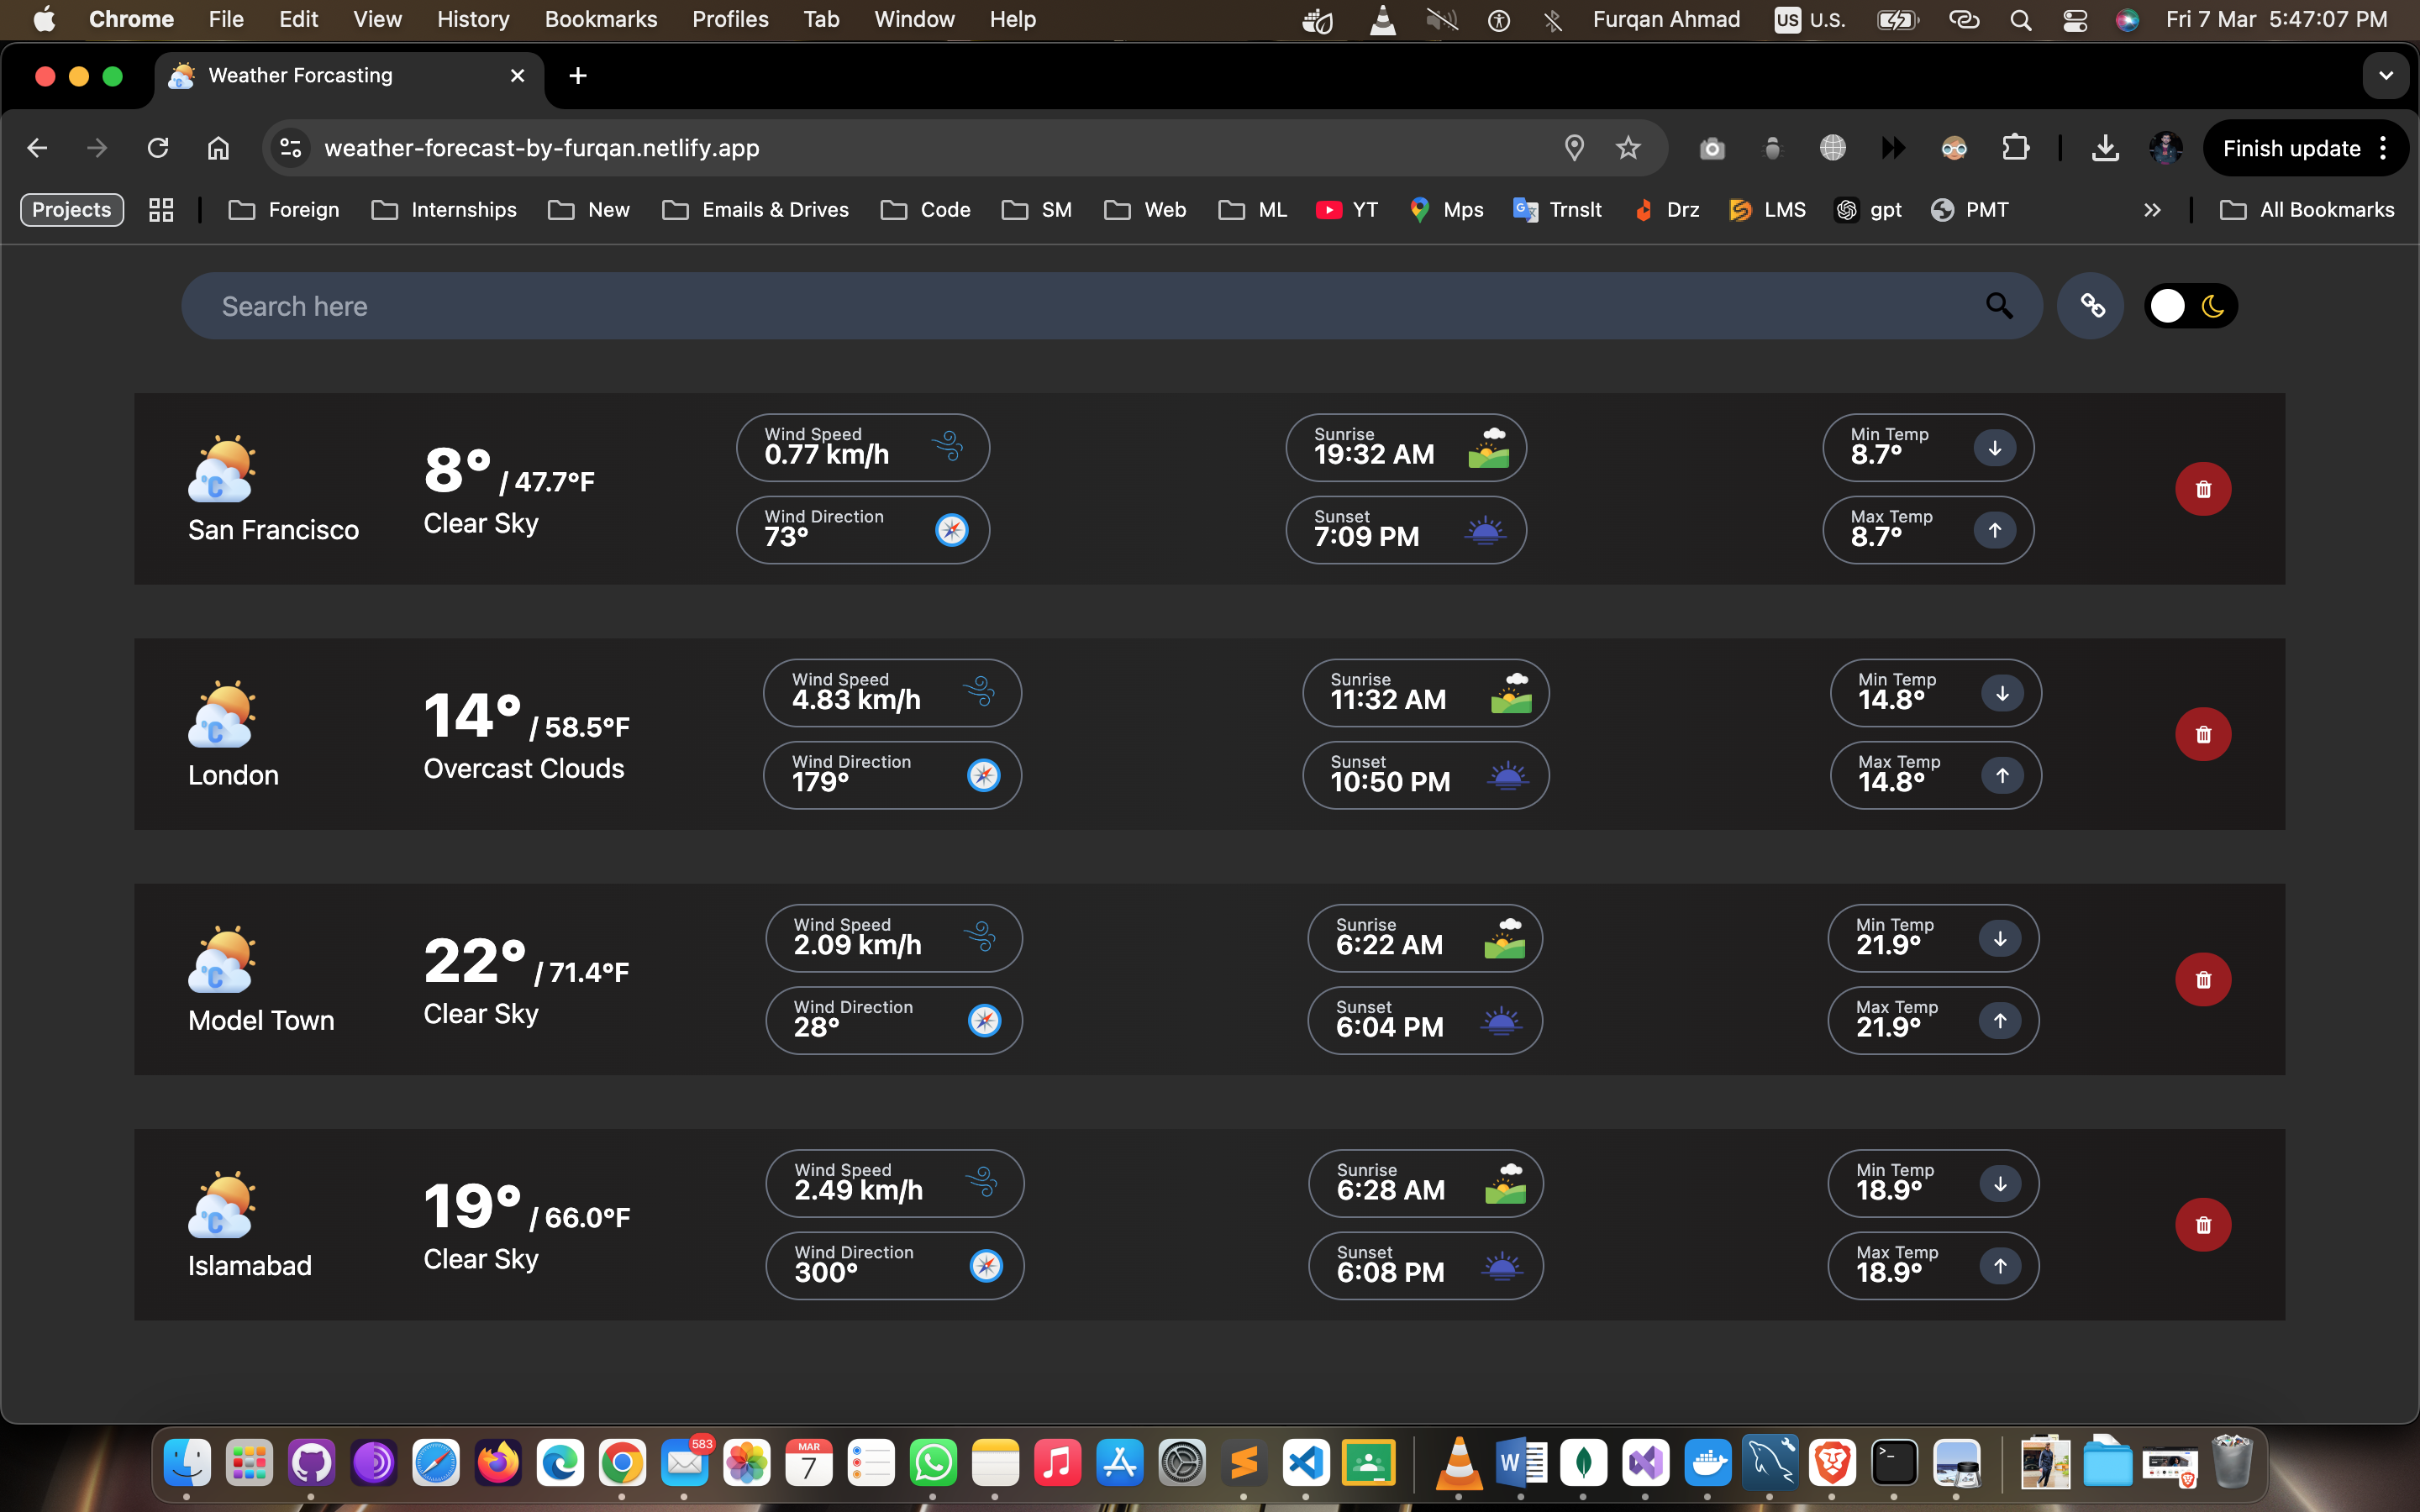 Chrome File Edit View History Bookmarks Profiles Tab Window Help Furqan Ahmad US U.S. Fri 7 Mar 5:47:07 PM
Weather Forcasting
weather-forecast-by-furqan.netlify.app Finish update
Projects Foreign Internships New Emails & Drives Code SM Web ML YT Mps Trnslt Drz LMS gpt PMT All Bookmarks
Search here
San Francisco
8° / 47.7°F
Clear Sky
Wind Speed
0.77 km/h
Wind Direction
73°
Sunrise
19:32 AM
Sunset
7:09 PM
Min Temp
8.7°
Max Temp
8.7°
London
14° / 58.5°F
Overcast Clouds
Wind Speed
4.83 km/h
Wind Direction
179°
Sunrise
11:32 AM
Sunset
10:50 PM
Min Temp
14.8°
Max Temp
14.8°
Model Town
22° / 71.4°F
Clear Sky
Wind Speed
2.09 km/h
Wind Direction
28°
Sunrise
6:22 AM
Sunset
6:04 PM
Min Temp
21.9°
Max Temp
21.9°
Islamabad
19° / 66.0°F
Clear Sky
Wind Speed
2.49 km/h
Wind Direction
300°
Sunrise
6:28 AM
Sunset
6:08 PM
Min Temp
18.9°
Max Temp
18.9°
583
MAR
7